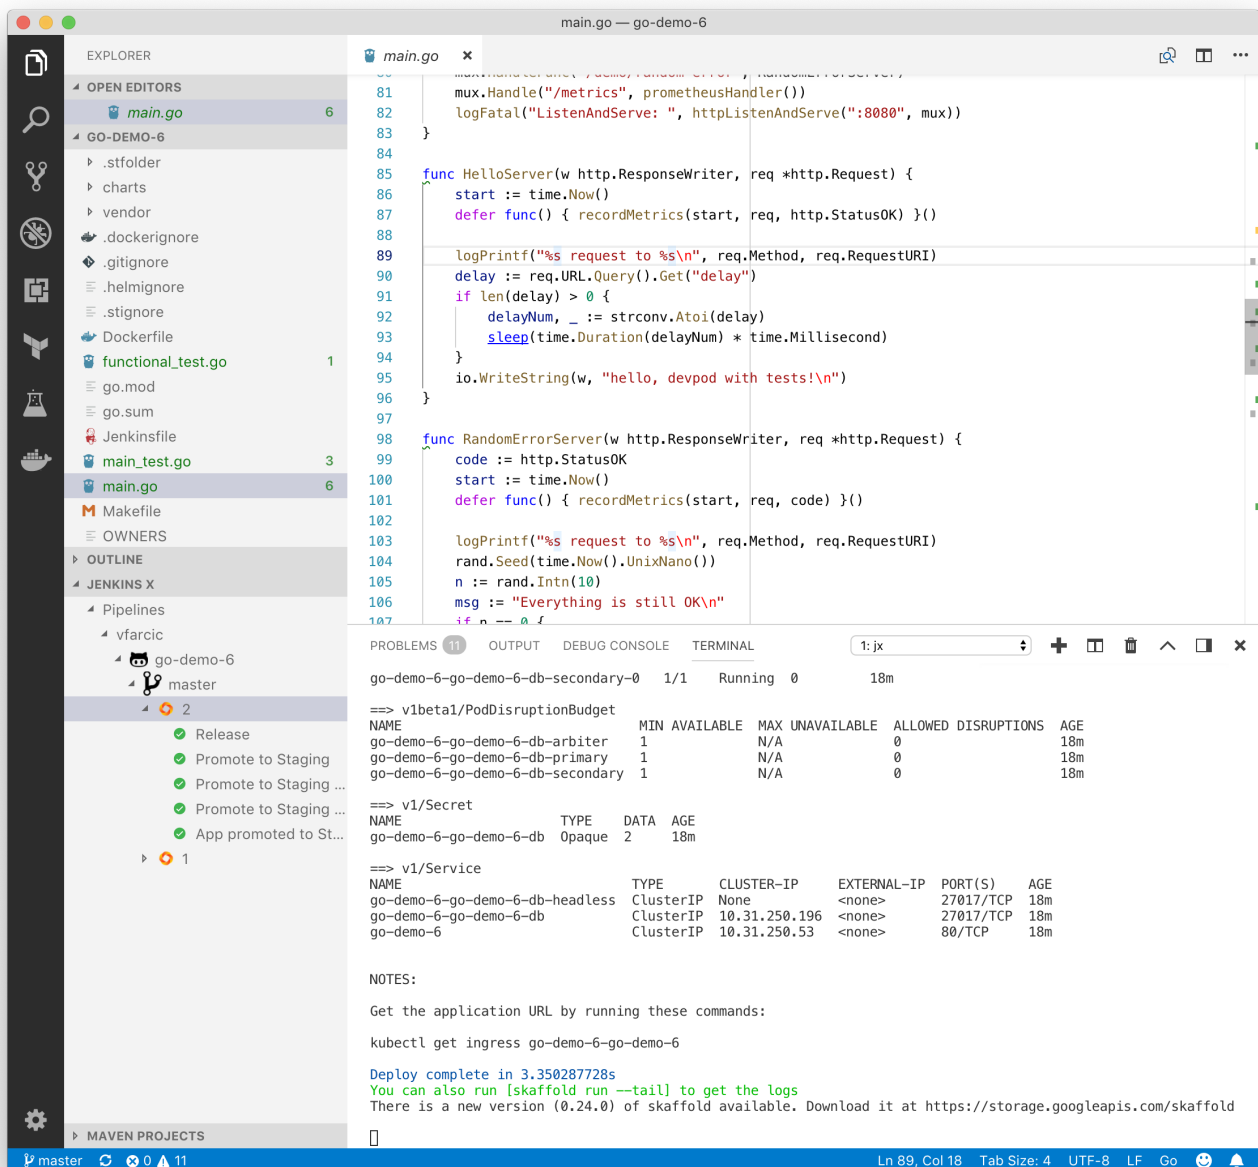 main.go — go-demo-6
EXPLORER
OPEN EDITORS
main.go 6
GO-DEMO-6
.stfolder
charts
vendor
.dockerignore
.gitignore
.helmignore
.stignore
Dockerfile
functional_test.go 1
go.mod
go.sum
Jenkinsfile
main_test.go 3
main.go 6
Makefile
OWNERS
OUTLINE
JENKINS X
Pipelines
vfarcic
go-demo-6
master
2
Release
Promote to Staging
Promote to Staging ...
Promote to Staging ...
App promoted to St...
1
MAVEN PROJECTS
main.go
80 mux.HandleFunc("/demo/random-error", RandomErrorServer)
81 mux.Handle("/metrics", prometheusHandler())
82 logFatal("ListenAndServe: ", httpListenAndServe(":8080", mux))
83 }
84
85 func HelloServer(w http.ResponseWriter, req *http.Request) {
86 start := time.Now()
87 defer func() { recordMetrics(start, req, http.StatusOK) }()
88
89 logPrintf("%s request to %s\n", req.Method, req.RequestURI)
90 delay := req.URL.Query().Get("delay")
91 if len(delay) > 0 {
92 delayNum, _ := strconv.Atoi(delay)
93 sleep(time.Duration(delayNum) * time.Millisecond)
94 }
95 io.WriteString(w, "hello, devpod with tests!\n")
96 }
97
98 func RandomErrorServer(w http.ResponseWriter, req *http.Request) {
99 code := http.StatusOK
100 start := time.Now()
101 defer func() { recordMetrics(start, req, code) }()
102
103 logPrintf("%s request to %s\n", req.Method, req.RequestURI)
104 rand.Seed(time.Now().UnixNano())
105 n := rand.Intn(10)
106 msg := "Everything is still OK\n"
107 if n == 0 {
PROBLEMS 11 OUTPUT DEBUG CONSOLE TERMINAL 1: jx
go-demo-6-go-demo-6-db-secondary-0 1/1 Running 0 18m
==> v1beta1/PodDisruptionBudget
NAME MIN AVAILABLE MAX UNAVAILABLE ALLOWED DISRUPTIONS AGE
go-demo-6-go-demo-6-db-arbiter 1 N/A 0 18m
go-demo-6-go-demo-6-db-primary 1 N/A 0 18m
go-demo-6-go-demo-6-db-secondary 1 N/A 0 18m
==> v1/Secret
NAME TYPE DATA AGE
go-demo-6-go-demo-6-db Opaque 2 18m
==> v1/Service
NAME TYPE CLUSTER-IP EXTERNAL-IP PORT(S) AGE
go-demo-6-go-demo-6-db-headless ClusterIP None <none> 27017/TCP 18m
go-demo-6-go-demo-6-db ClusterIP 10.31.250.196 <none> 27017/TCP 18m
go-demo-6 ClusterIP 10.31.250.53 <none> 80/TCP 18m
NOTES:
Get the application URL by running these commands:
kubectl get ingress go-demo-6-go-demo-6
Deploy complete in 3.350287728s
You can also run [skaffold run --tail] to get the logs
There is a new version (0.24.0) of skaffold available. Download it at https://storage.googleapis.com/skaffold
master 0 11 Ln 89, Col 18 Tab Size: 4 UTF-8 LF Go